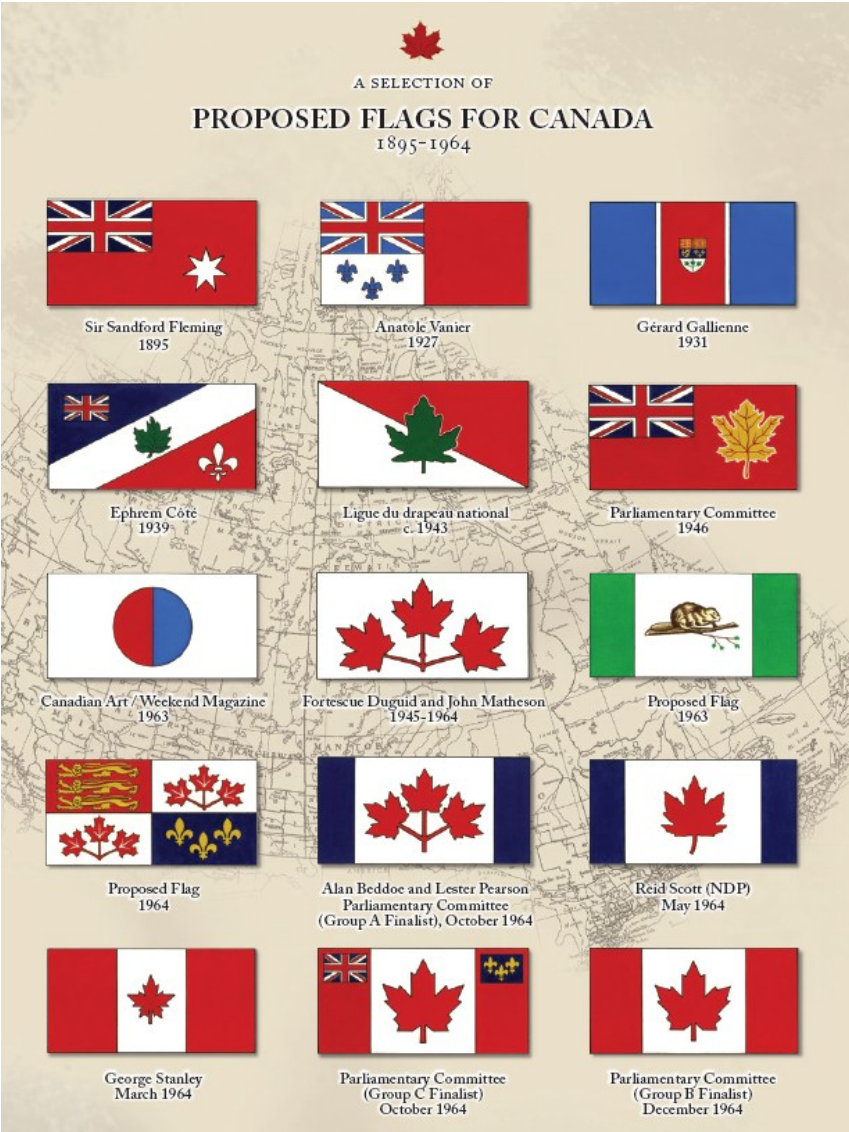 A SELECTION OF
PROPOSED FLAGS FOR CANADA
1895-1964
Sir Sandford Fleming
1895
Anatole Vanier
1927
Gérard Gallienne
1931
Ephrem Côté
1939
Ligue du drapeau national
c. 1943
Parliamentary Committee
1946
Canadian Art / Weekend Magazine
1963
Fortescue Duguid and John Matheson
1945-1964
Proposed Flag
1963
MANITOBA
Proposed Flag
1964
Alan Beddoe and Lester Pearson
Parliamentary Committee
(Group A Finalist), October 1964
Reid Scott (NDP)
May 1964
George Stanley
March 1964
Parliamentary Committee
(Group C Finalist)
October 1964
Parliamentary Committee
(Group B Finalist)
December 1964